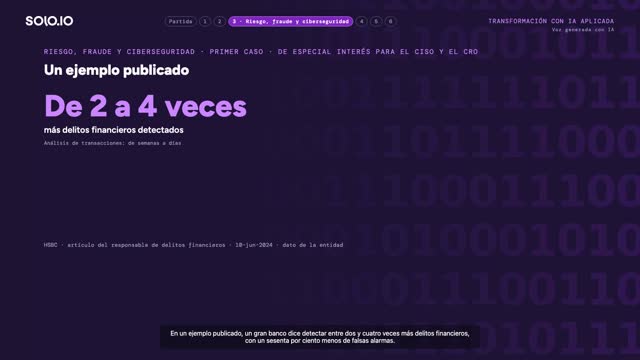 SOLO.IO
Partida 1 2 3 · Riesgo, fraude y ciberseguridad 4 5 6
TRANSFORMACIÓN CON IA APLICADA
Voz generada con IA
RIESGO, FRAUDE Y CIBERSEGURIDAD · PRIMER CASO · DE ESPECIAL INTERÉS PARA EL CISO Y EL CRO
Un ejemplo publicado
De 2 a 4 veces
más delitos financieros detectados
Análisis de transacciones: de semanas a días
HSBC · artículo del responsable de delitos financieros · 10-jun-2024 · dato de la entidad
En un ejemplo publicado, un gran banco dice detectar entre dos y cuatro veces más delitos financieros,
con un sesenta por ciento menos de falsas alarmas.